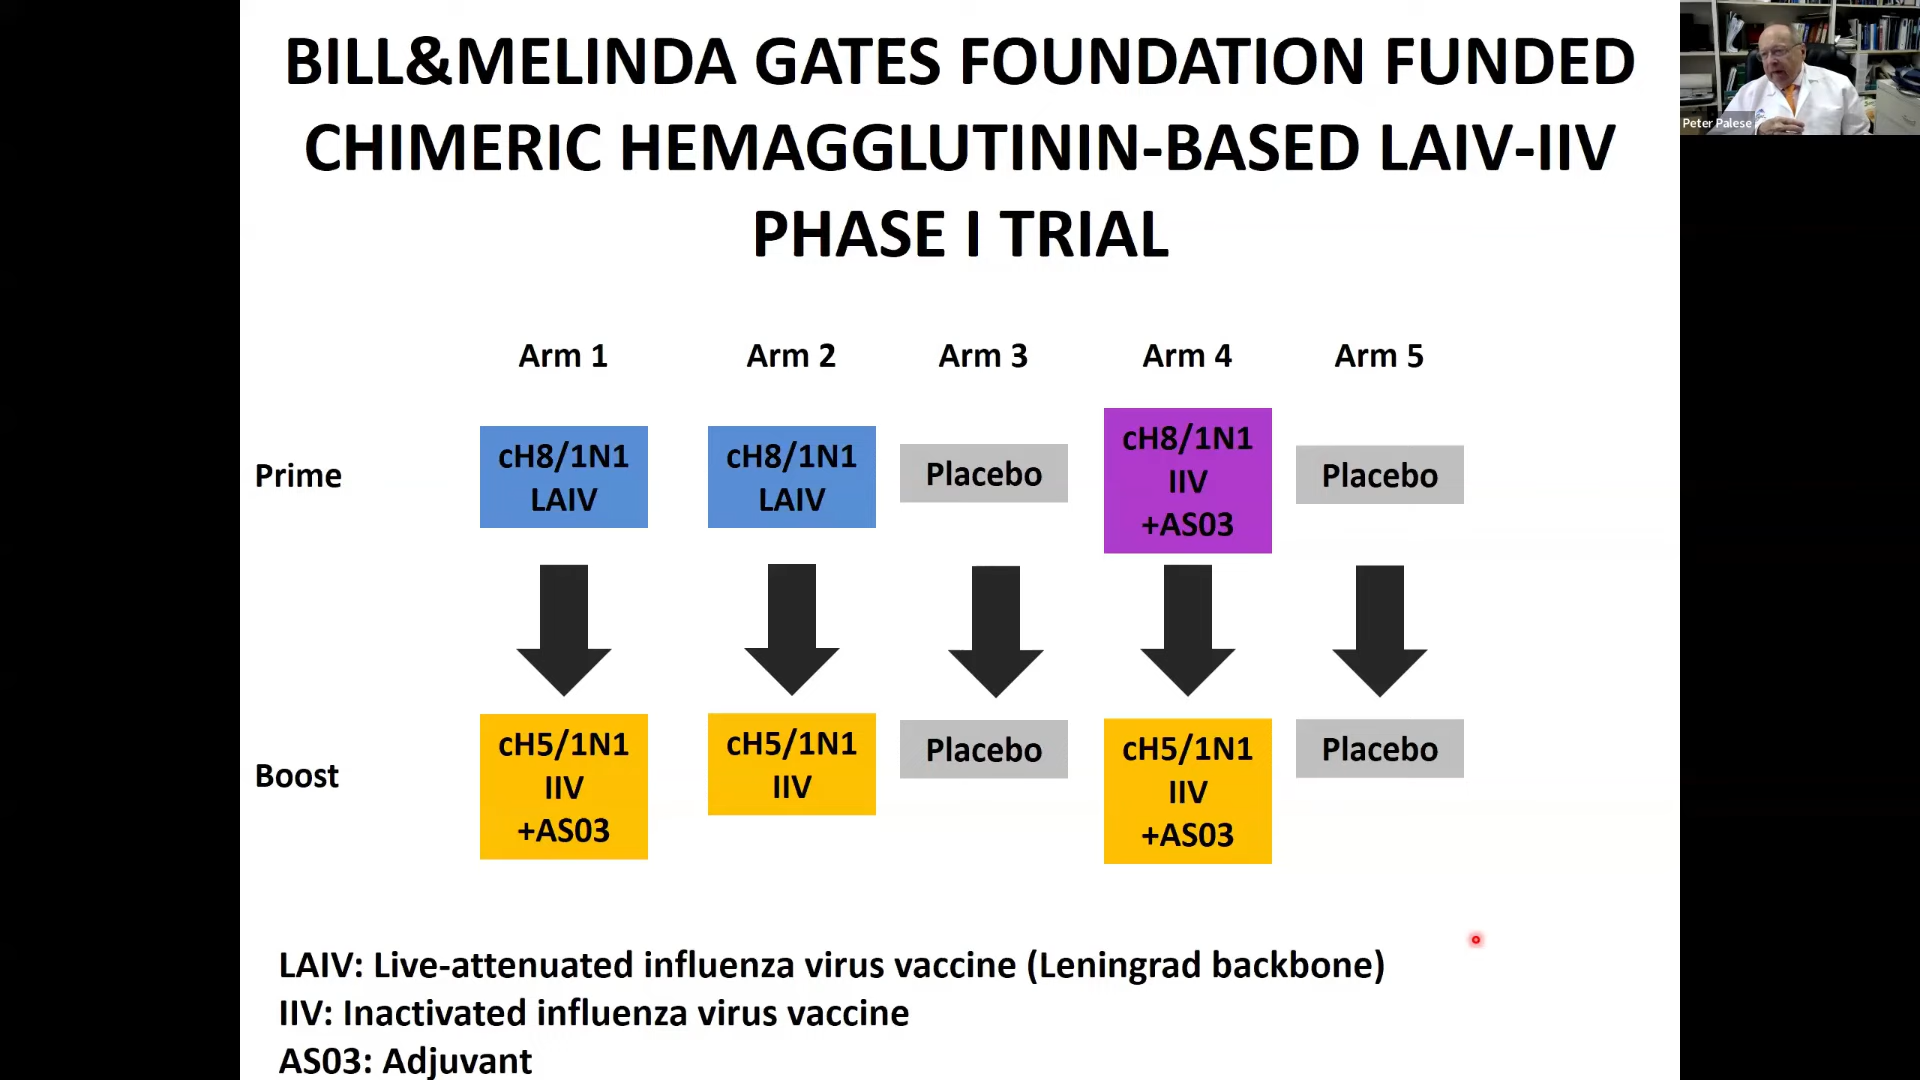 BILL&MELINDA GATES FOUNDATION FUNDED
CHIMERIC HEMAGGLUTININ-BASED LAIV-IIV
PHASE I TRIAL
Peter Palese
Arm 1
Arm 2
Arm 3
Arm 4
Arm 5
Prime
cH8/1N1
LAIV
cH8/1N1
LAIV
Placebo
cH8/1N1
IIV
+AS03
Placebo
Boost
cH5/1N1
IIV
+AS03
cH5/1N1
IIV
Placebo
cH5/1N1
IIV
+AS03
Placebo
LAIV: Live-attenuated influenza virus vaccine (Leningrad backbone)
IIV: Inactivated influenza virus vaccine
AS03: Adjuvant